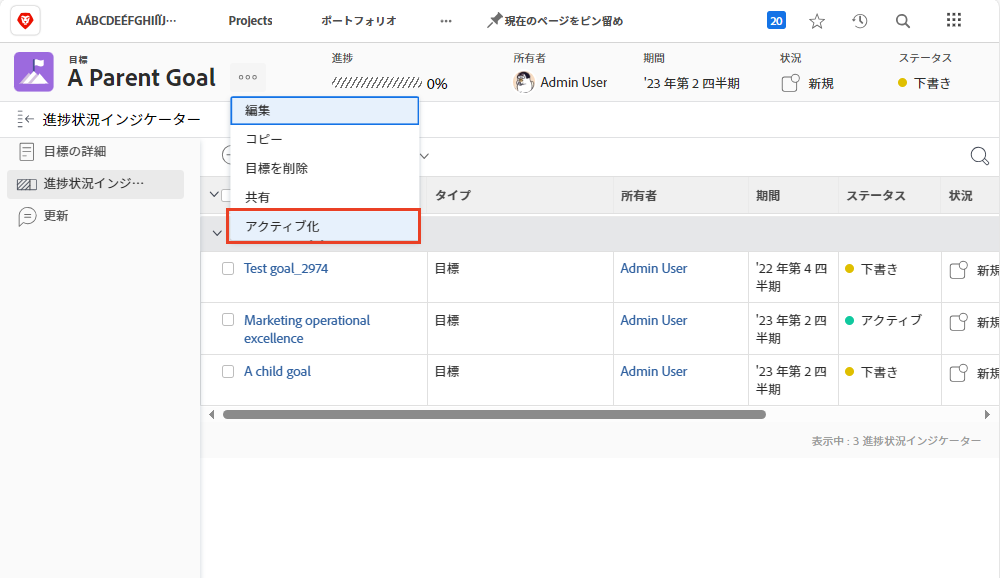 AÁBCDEÉFGHIÍĨJ···
Projects
ポートフォリオ
現在のページをピン留め
20
目標
A Parent Goal
進捗
0%
所有者
Admin User
期間
'23 年第 2 四半期
状況
新規
ステータス
下書き
進捗状況インジケーター
編集
コピー
目標を削除
共有
アクティブ化
目標の詳細
進捗状況インジ···
更新
タイプ
所有者
期間
ステータス
状況
Test goal_2974
目標
Admin User
'22 年第 4 四
半期
下書き
新規
Marketing operational
excellence
目標
Admin User
'23 年第 2 四
半期
アクティブ
新規
A child goal
目標
Admin User
'23 年第 2 四
半期
下書き
新規
表示中 : 3 進捗状況インジケーター